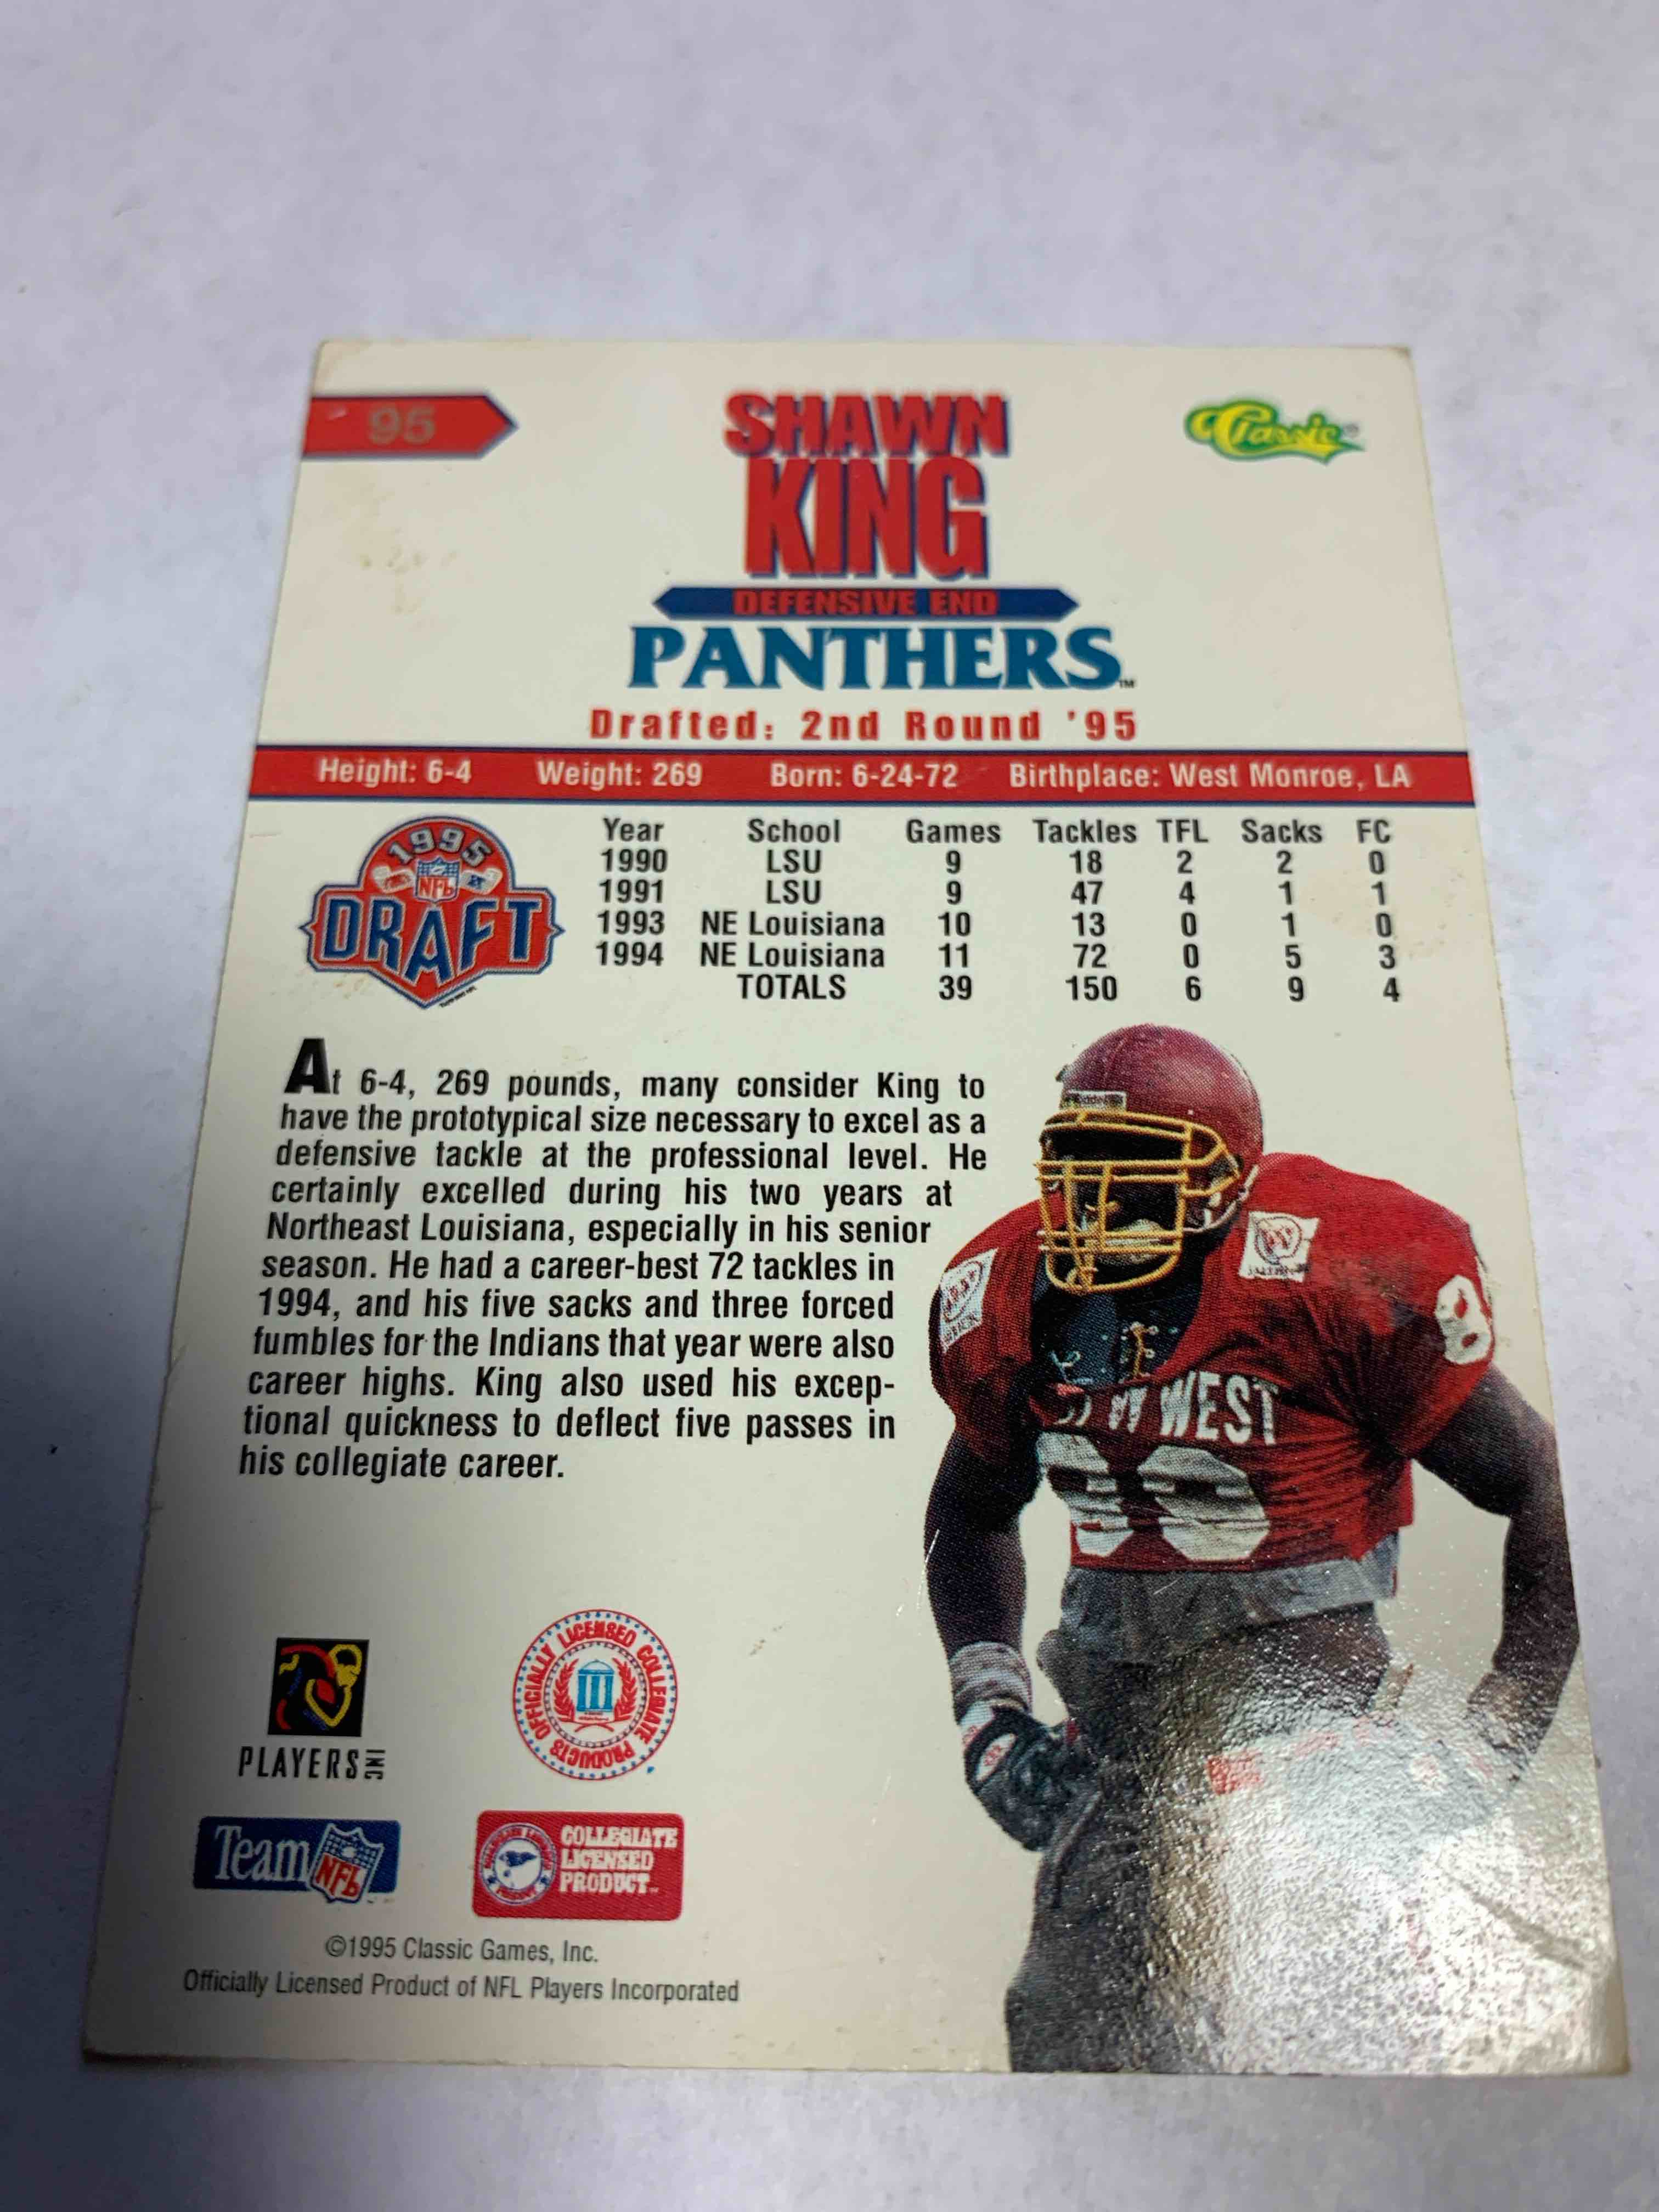 95
SHAWN
Classic
KING
DEFENSIVE END
PANTHERS™
Drafted: 2nd Round '95
Height: 6-4 Weight: 269 Born: 6-24-72 Birthplace: West Monroe, LA
1995
NFL
DRAFT
Year School Games Tackles TFL Sacks FC
1990 LSU 9 18 2 2 0
1991 LSU 9 47 4 1 1
1993 NE Louisiana 10 13 0 1 0
1994 NE Louisiana 11 72 0 5 3
TOTALS 39 150 6 9 4
At 6-4, 269 pounds, many consider King to
have the prototypical size necessary to excel as a
defensive tackle at the professional level. He
certainly excelled during his two years at
Northeast Louisiana, especially in his senior
season. He had a career-best 72 tackles in
1994, and his five sacks and three forced
fumbles for the Indians that year were also
career highs. King also used his excep-
tional quickness to deflect five passes in
his collegiate career.
Riddell
WEST
PLAYERS INC
OFFICIALLY LICENSED COLLEGIATE PRODUCTS
Team NFL
COLLEGIATE
LICENSED
PRODUCT™
©1995 Classic Games, Inc.
Officially Licensed Product of NFL Players Incorporated